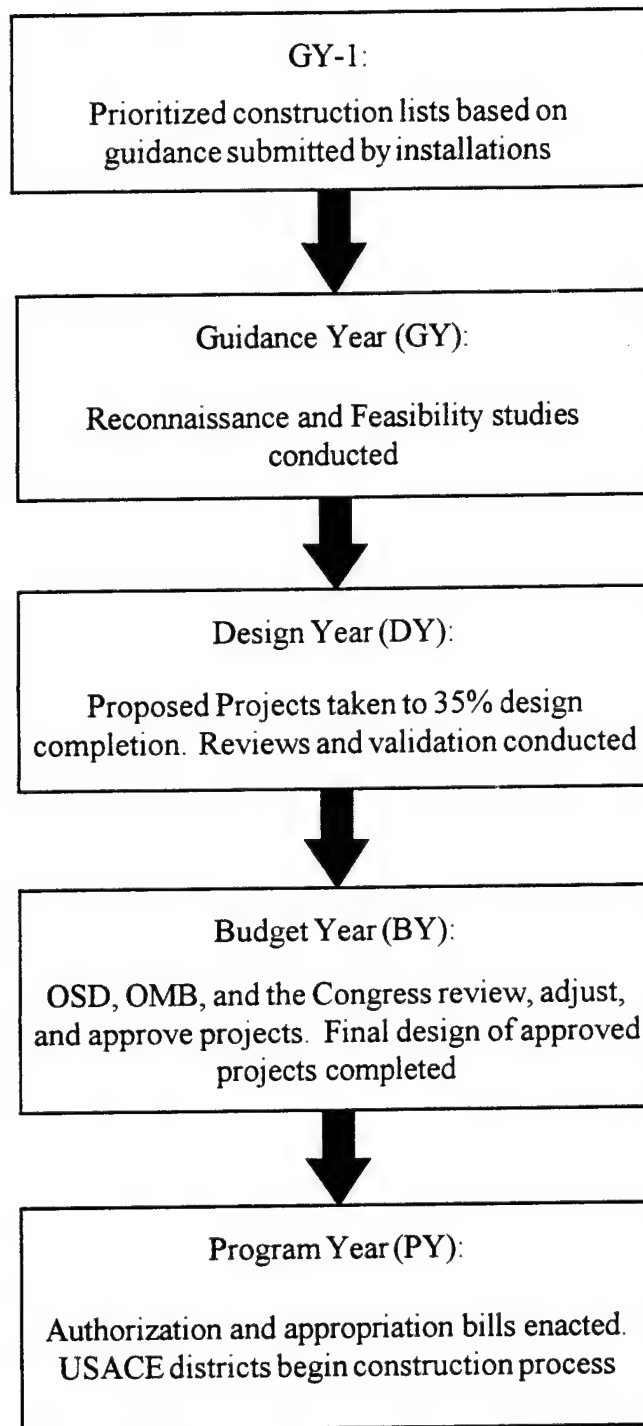 GY-1:
Prioritized construction lists based on
guidance submitted by installations
Guidance Year (GY):
Reconnaissance and Feasibility studies
conducted
Design Year (DY):
Proposed Projects taken to 35% design
completion. Reviews and validation conducted
Budget Year (BY):
OSD, OMB, and the Congress review, adjust,
and approve projects. Final design of approved
projects completed
Program Year (PY):
Authorization and appropriation bills enacted.
USACE districts begin construction process